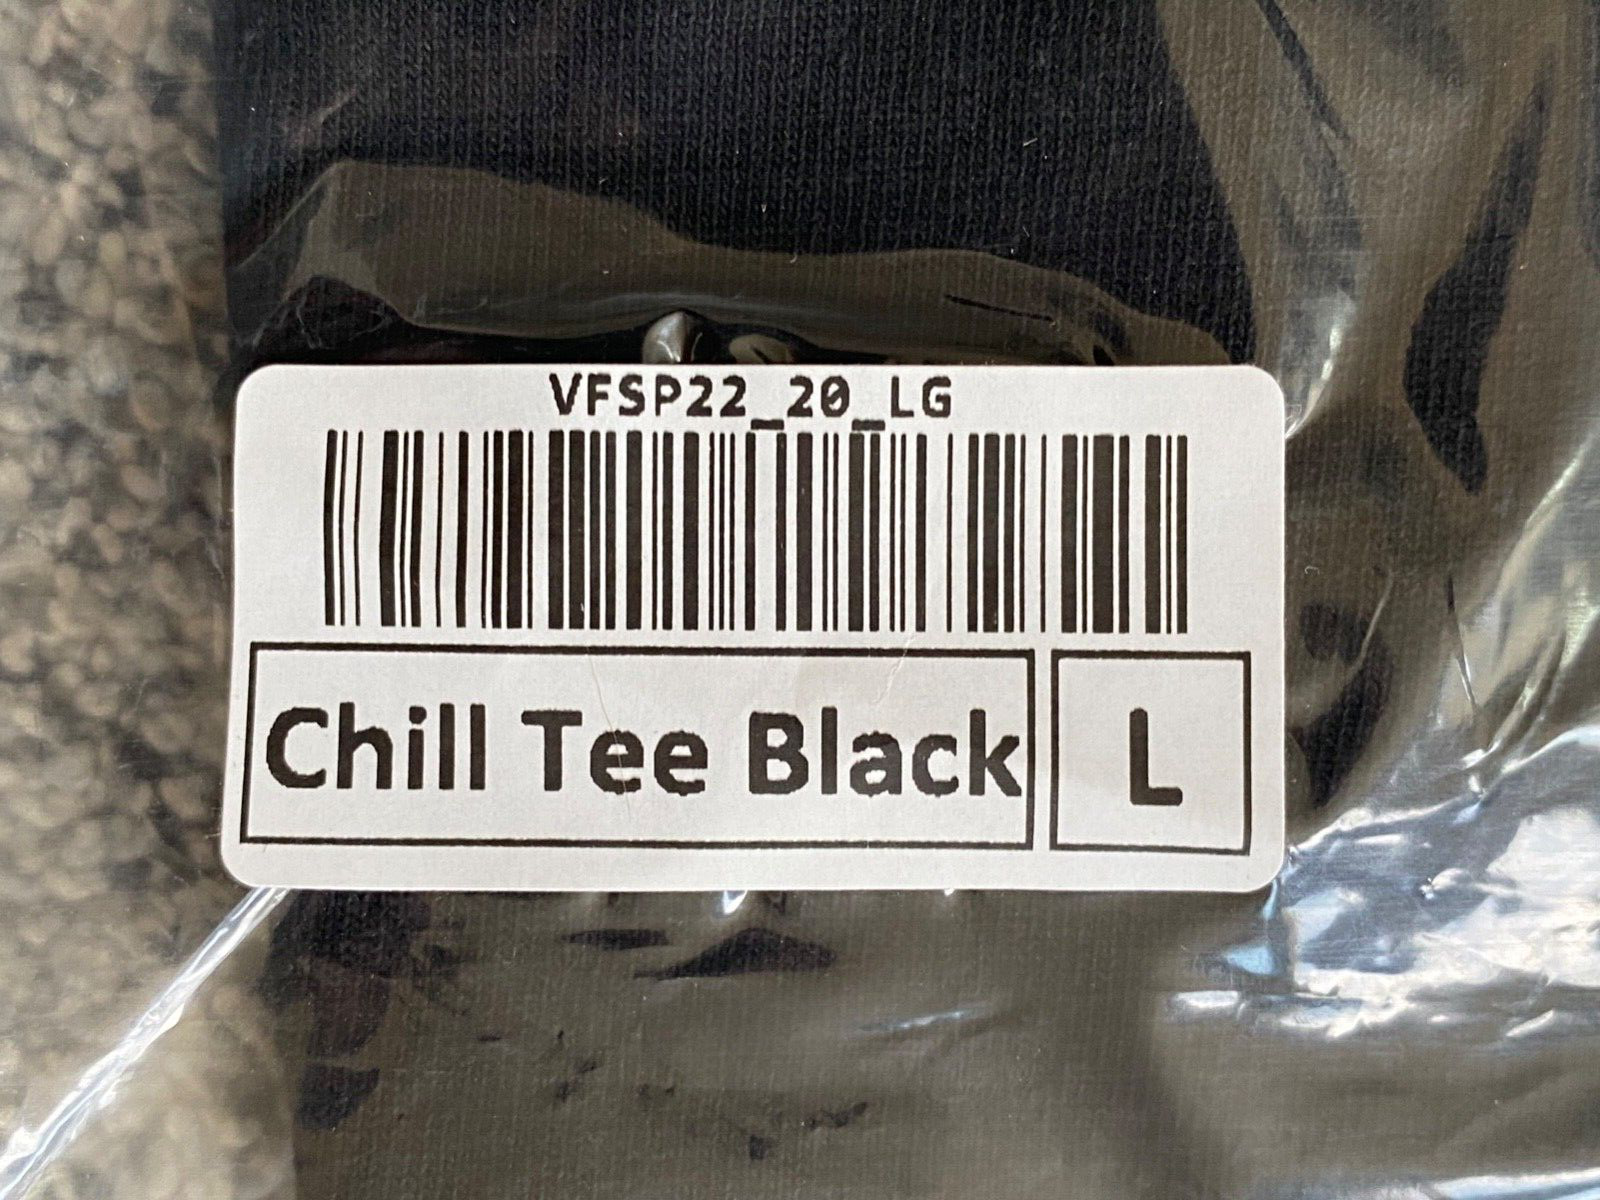 VFSP22_20_LG
Chill Tee Black
L